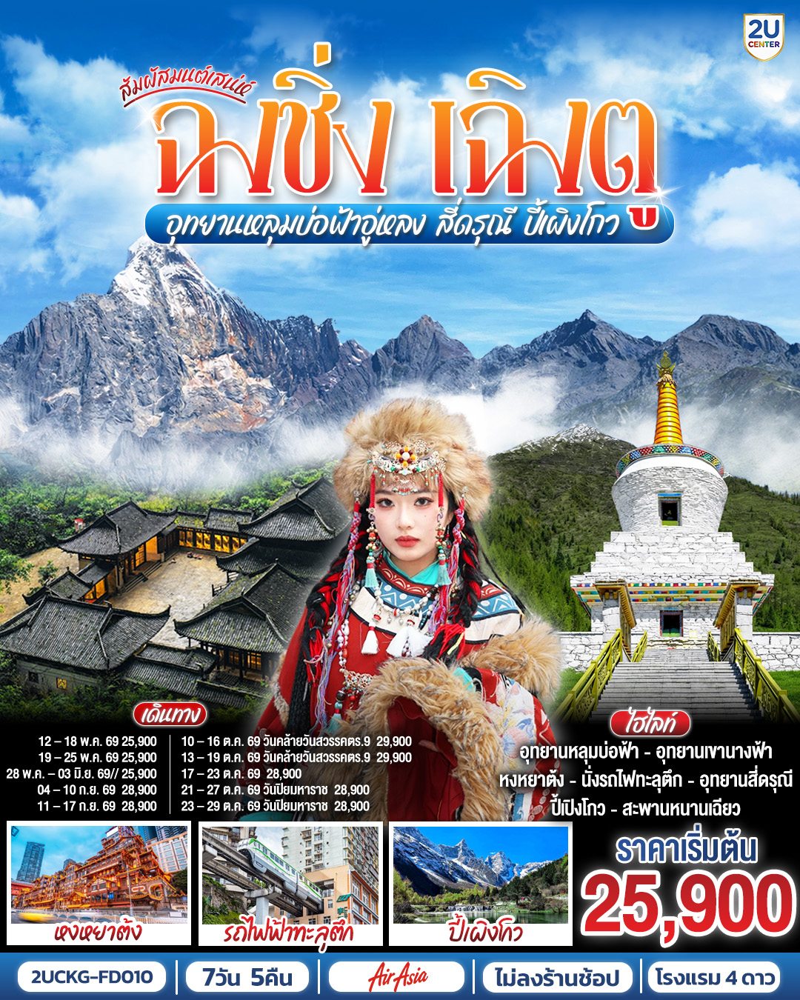 2U
CENTER
สัมผัสมนต์เสน่ห์
ฉงชิ่ง เฉิงตู
อุทยานหลุมบ่อฟ้าอู่หลง สี่ดรุณี ปี้เผิงโกว
เดินทาง
12 – 18 พ.ค. 69 25,900
19 – 25 พ.ค. 69 25,900
28 พ.ค. – 03 มิ.ย. 69// 25,900
04 – 10 ก.ย. 69 28,900
11 – 17 ก.ย. 69 28,900
10 – 16 ต.ค. 69 วันคล้ายวันสวรรคตร.9 29,900
13 – 19 ต.ค. 69 วันคล้ายวันสวรรคตร.9 29,900
17 – 23 ต.ค. 69 28,900
21 – 27 ต.ค. 69 วันปิยมหาราช 28,900
23 – 29 ต.ค. 69 วันปิยมหาราช 28,900
ไฮไลท์
อุทยานหลุมบ่อฟ้า - อุทยานเขานางฟ้า
หงหยาต้ง - นั่งรถไฟทะลุตึก - อุทยานสี่ดรุณี
ปี้เปิงโกว - สะพานหนานเฉียว
หงหยาต้ง
รถไฟฟ้าทะลุตึก
ปี้เผิงโกว
ราคาเริ่มต้น
25,900
2UCKG-FD010
7วัน 5คืน
AirAsia
ไม่ลงร้านช้อป
โรงแรม 4 ดาว